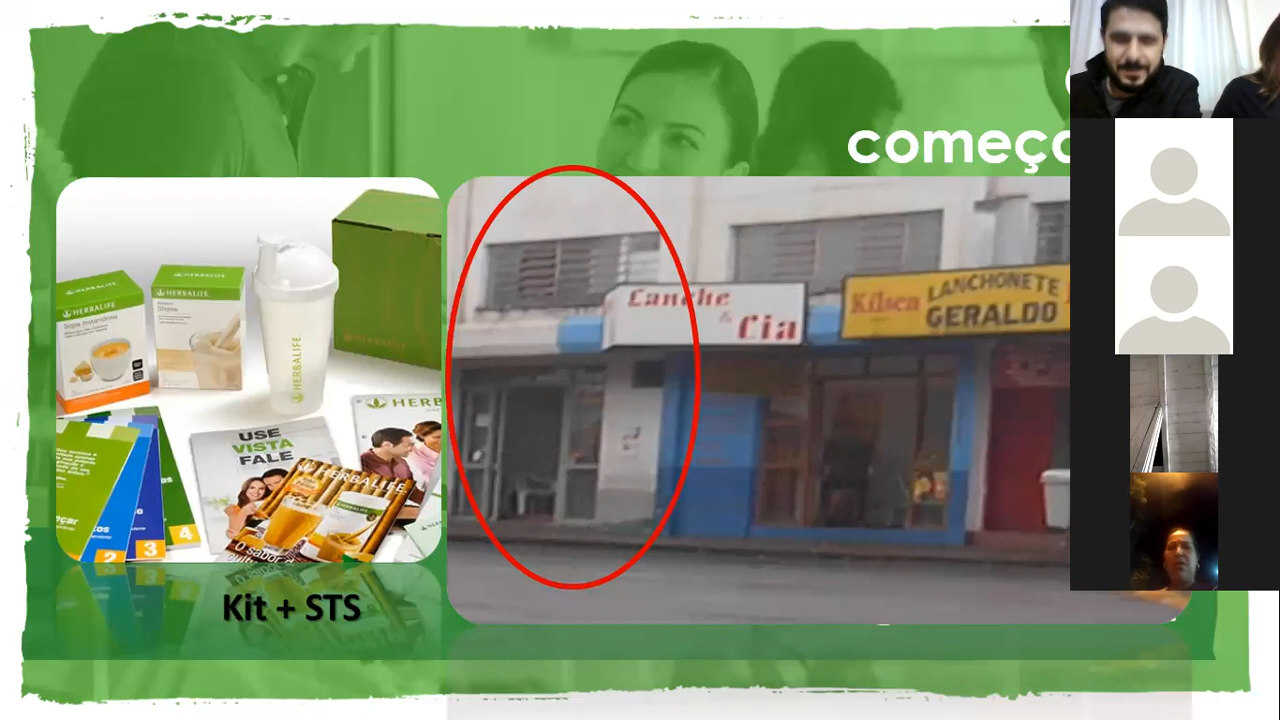 começ
HERBALIFE
Sopa Instantânea
HERBALIFE
Shake
HERBALIFE
HERB
USE
VISTA
FALE
HERBALIFE
O sabor
eçar
2
3
4
Lanche
&
Cia
Kilsen
LANCHONETE
GERALDO
Kit + STS